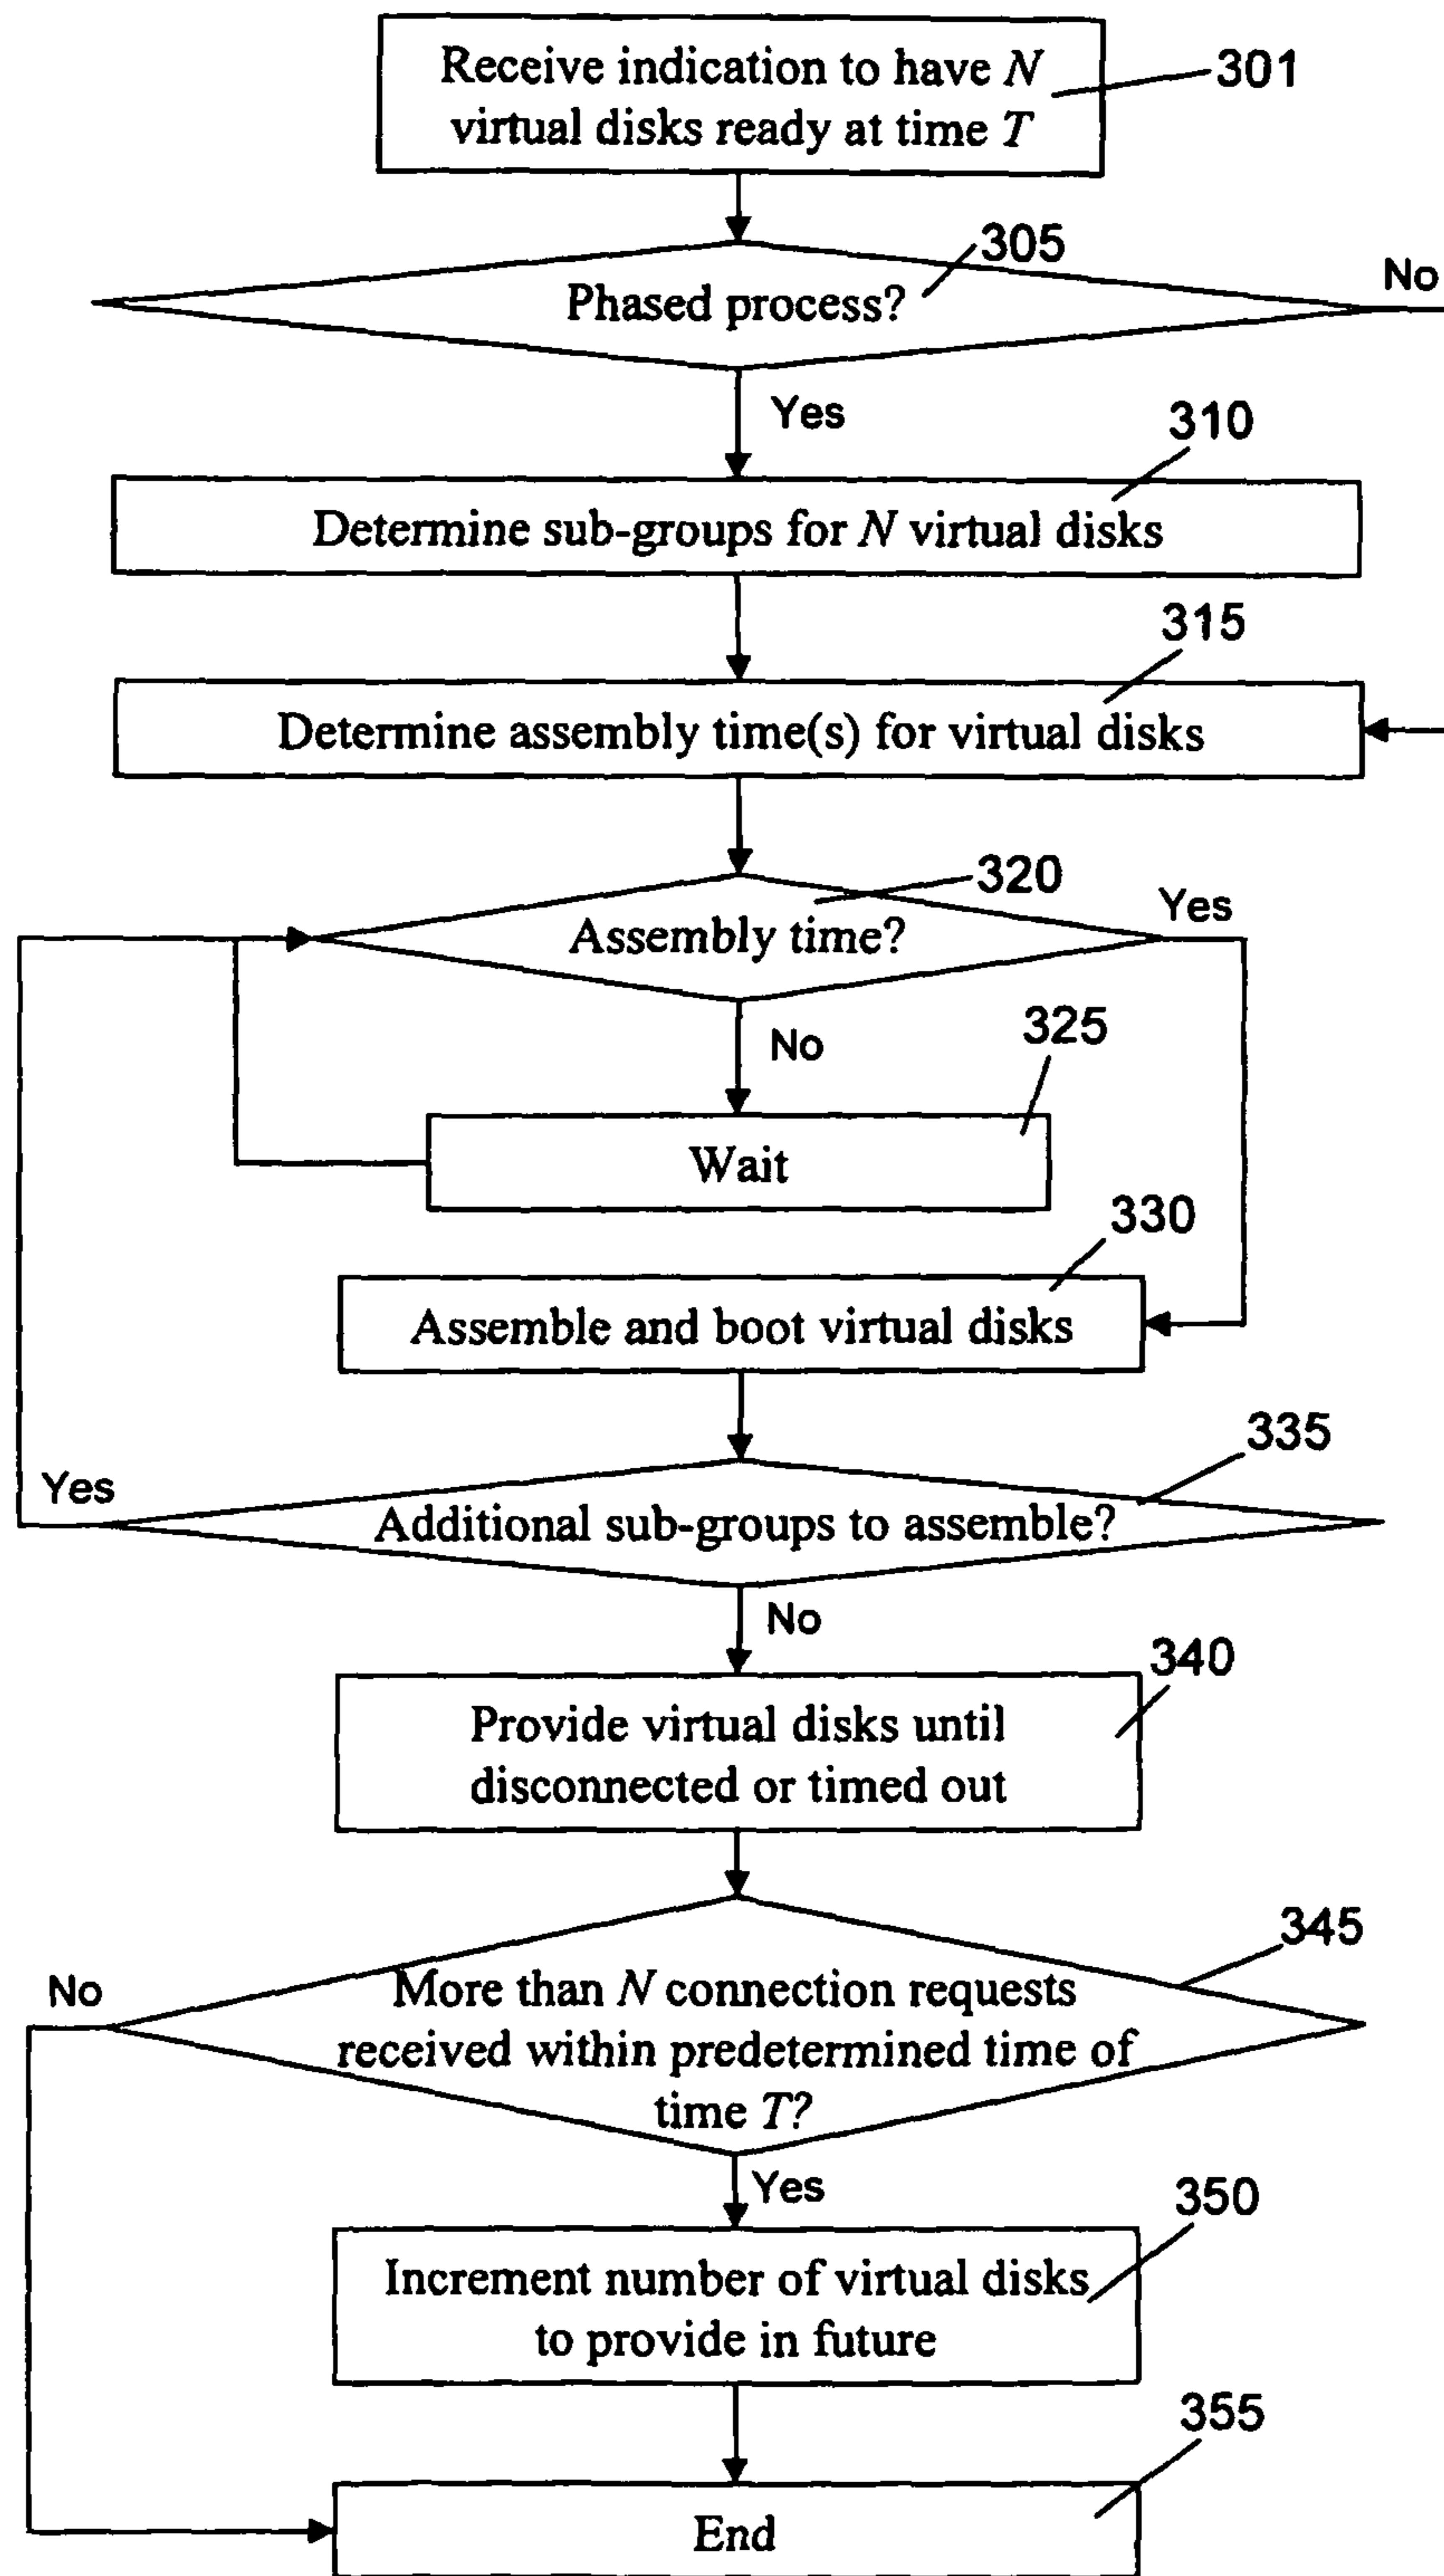 Receive indication to have N
virtual disks ready at time T
301
305
Phased process?
No
Yes
310
Determine sub-groups for N virtual disks
315
Determine assembly time(s) for virtual disks
320
Yes
Assembly time?
No
325
Wait
330
Assemble and boot virtual disks
335
Yes
Additional sub-groups to assemble?
No
340
Provide virtual disks until
disconnected or timed out
345
No
More than N connection requests
received within predetermined time of
time T?
Yes
350
Increment number of virtual disks
to provide in future
355
End